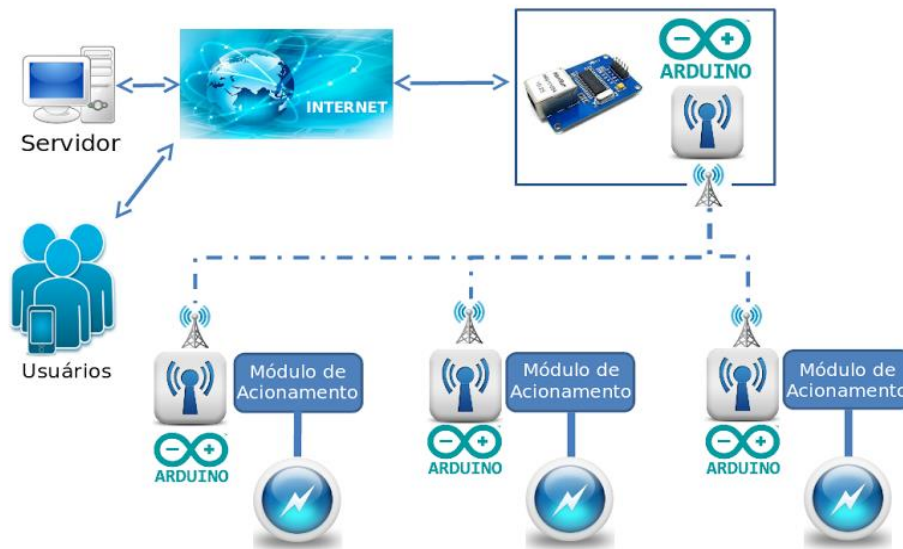 INTERNET
ARDUINO
Servidor
Usuários
Módulo de
Acionamento
ARDUINO
Módulo de
Acionamento
ARDUINO
Módulo de
Acionamento
ARDUINO